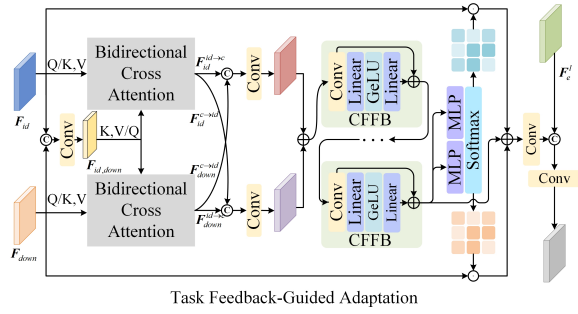 Q/K,V
Bidirectional
Cross
Attention
F_id^{id→c}
C
Conv
F_id
F_id^{c→id}
C
Conv
K,V/Q
F_id,down
F_down^{c→id}
Q/K,V
Bidirectional
Cross
Attention
F_down^{id→c}
C
Conv
F_down
Conv
Linear
GeLU
Linear
CFFB
...
Conv
Linear
GeLU
Linear
CFFB
MLP
MLP
Softmax
Conv
C
F_e^l
Conv
Task Feedback-Guided Adaptation